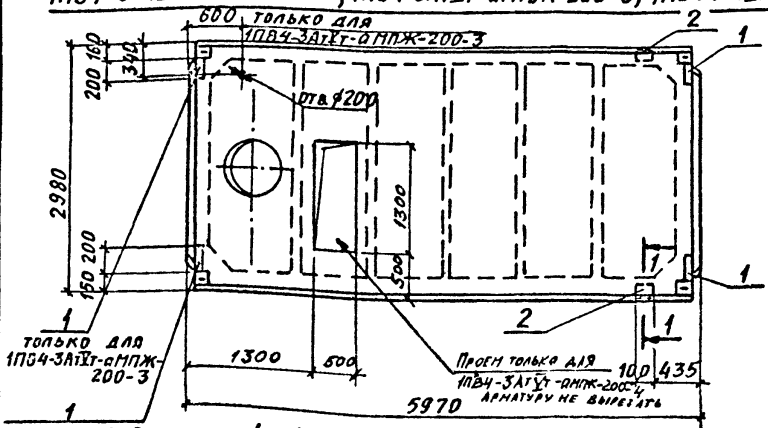 600 только для
1ПВ4-3АтVт-аМПЖ-200-3
2
1
160
200
340
отв ф200
2980
1300
500
200
150
1
1
2
1
1
только для
1ПВ4-3АтVт-аМПЖ-
200-3
1300
500
Проем только для
1ПВ4-3АтVт-аМПЖ-200-4
арматуру не вырезать
100
435
5970
1